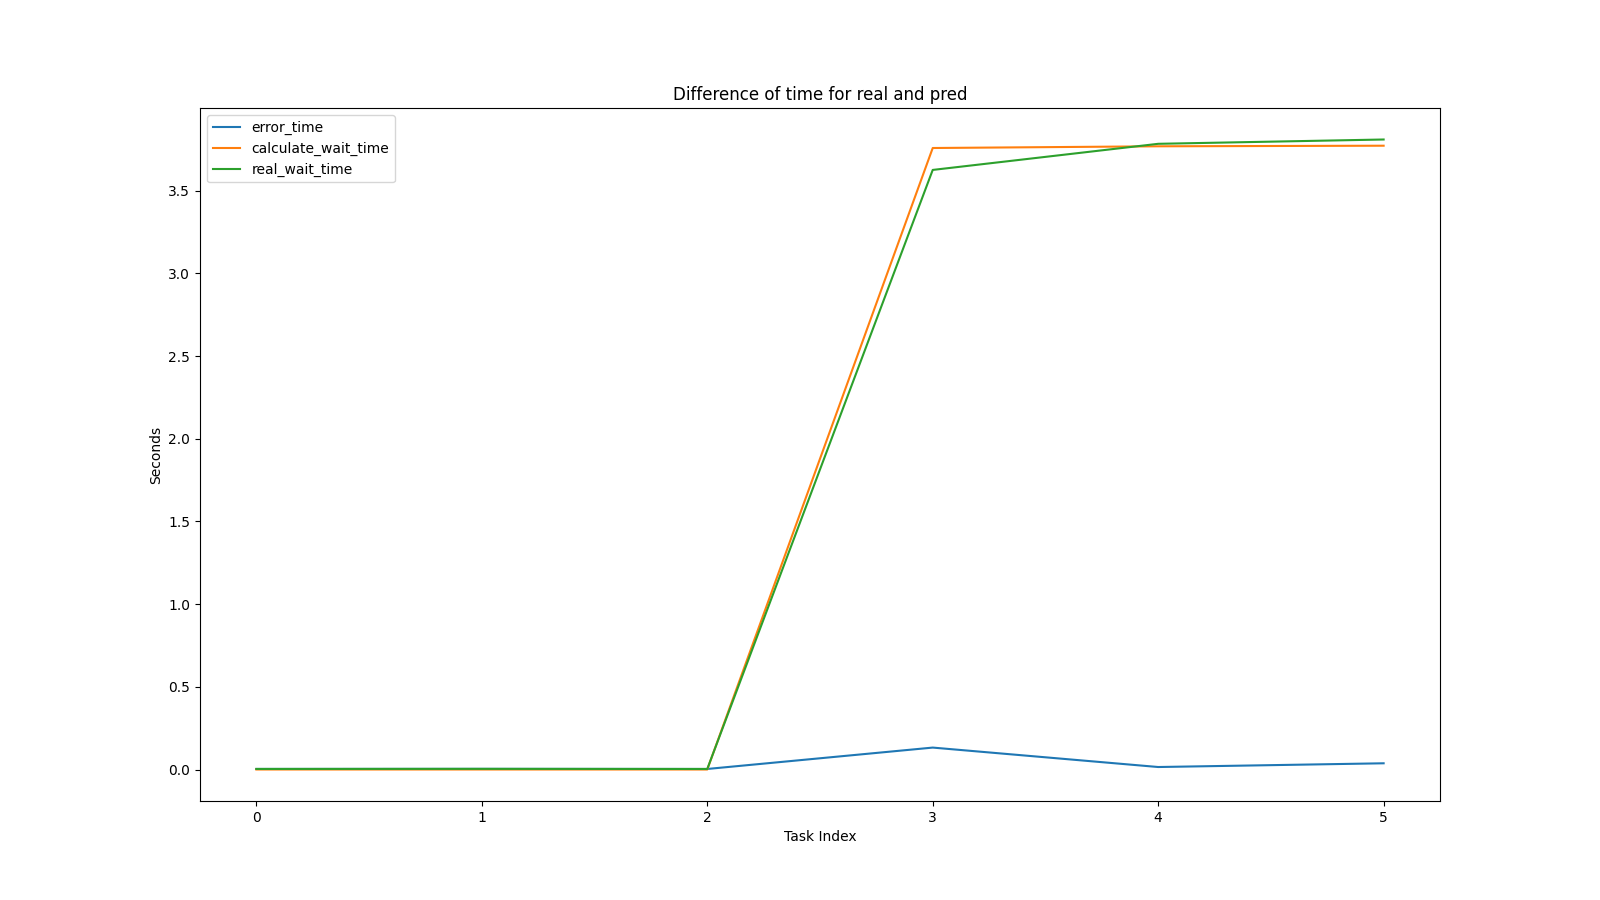 Difference of time for real and pred
error_time
calculate_wait_time
real_wait_time
3.5
3.0
2.5
2.0
1.5
1.0
0.5
0.0
Seconds
0 1 2 3 4 5
Task Index